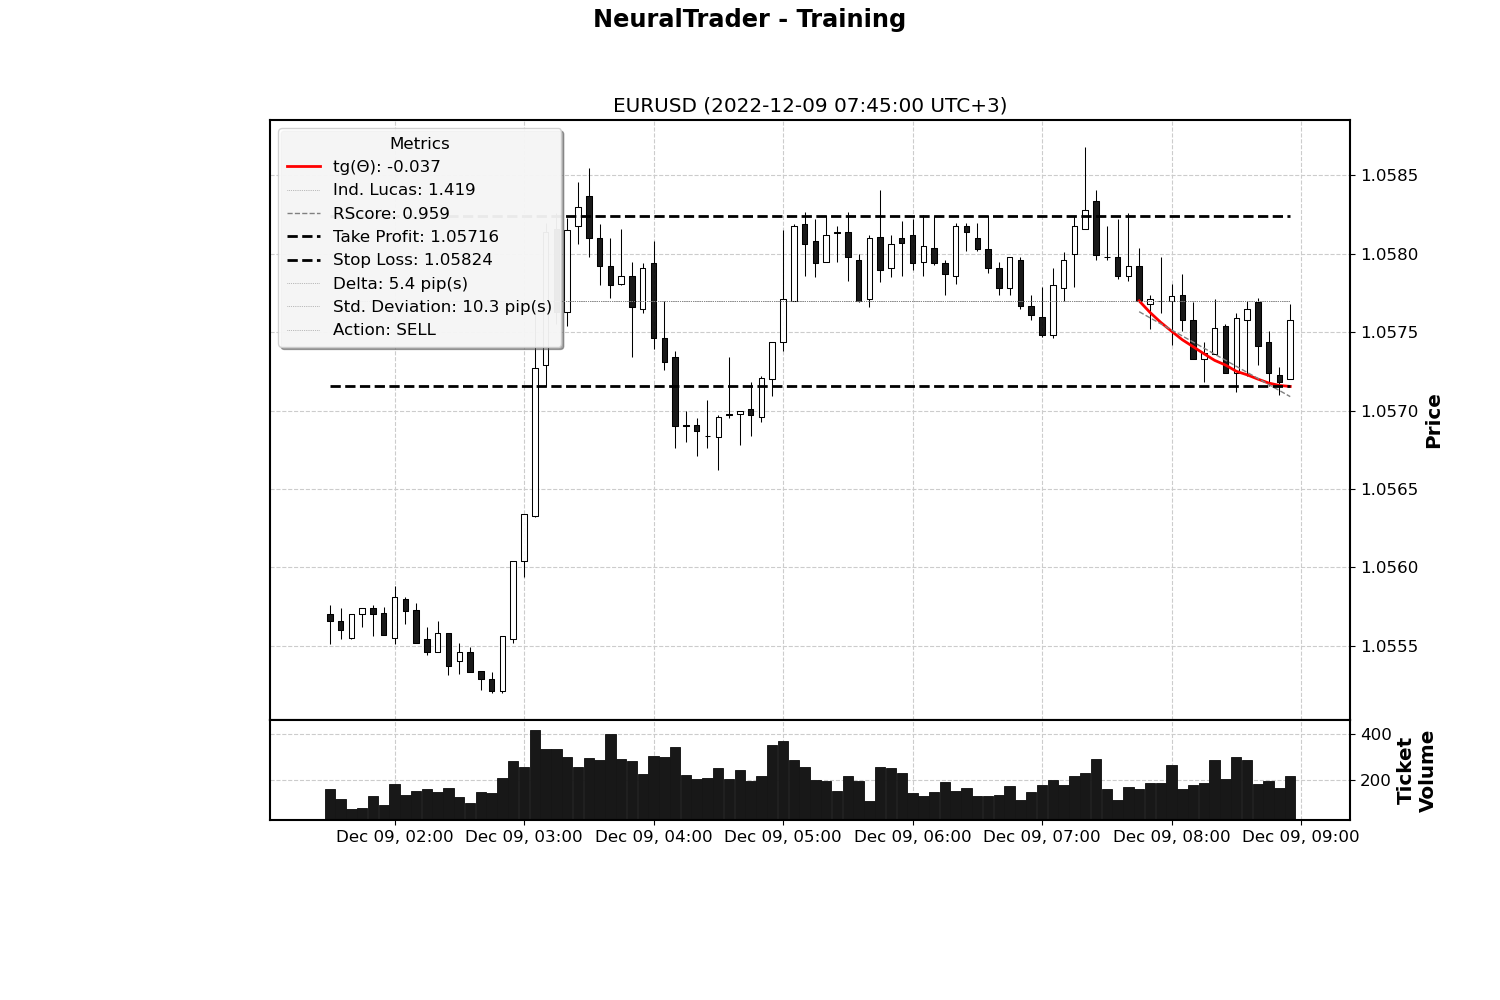 NeuralTrader - Training
EURUSD (2022-12-09 07:45:00 UTC+3)
Metrics
tg(Θ): -0.037
Ind. Lucas: 1.419
RScore: 0.959
Take Profit: 1.05716
Stop Loss: 1.05824
Delta: 5.4 pip(s)
Std. Deviation: 10.3 pip(s)
Action: SELL
1.0585
1.0580
1.0575
1.0570
1.0565
1.0560
1.0555
Price
400
200
Ticket
Volume
Dec 09, 02:00 Dec 09, 03:00 Dec 09, 04:00 Dec 09, 05:00 Dec 09, 06:00 Dec 09, 07:00 Dec 09, 08:00 Dec 09, 09:00